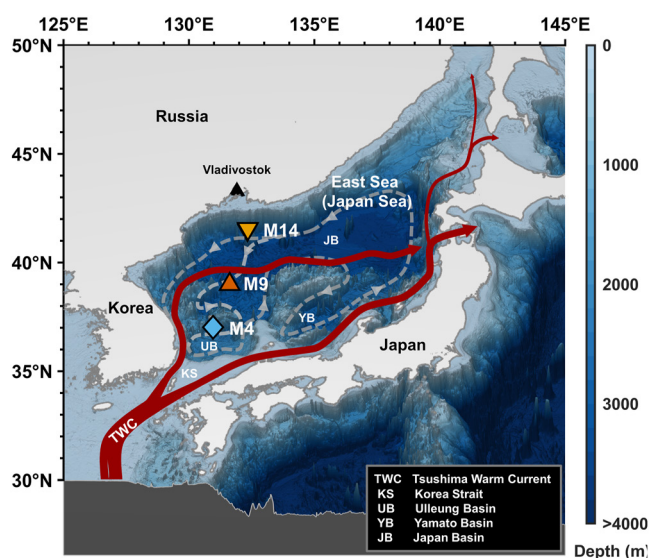 125°E 130°E 135°E 140°E 145°E
50°N
45°N
40°N
35°N
30°N
Russia
Vladivostok
East Sea
(Japan Sea)
M14
JB
M9
Korea
M4
YB
UB
Japan
KS
TWC
TWC Tsushima Warm Current
KS Korea Strait
UB Ulleung Basin
YB Yamato Basin
JB Japan Basin
0
1000
2000
3000
>4000
Depth (m)